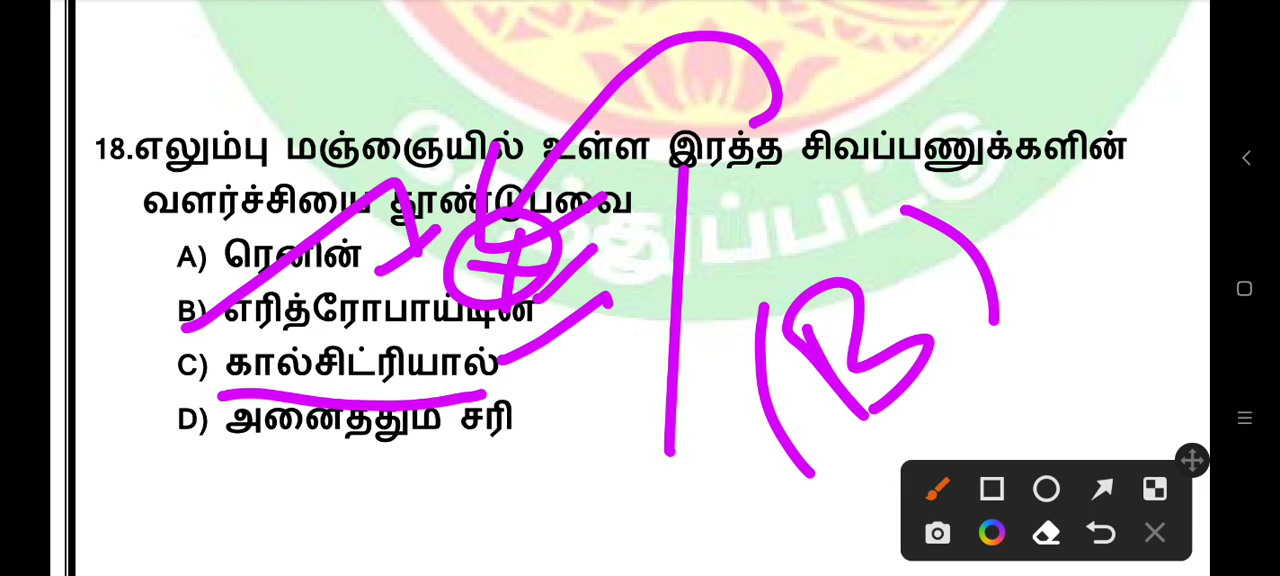 18.எலும்பு மஞ்ஞையில் உள்ள இரத்த சிவப்பணுக்களின்
வளர்ச்சியை தூண்டுபவை
A) ரெனின்
B) எரித்ரோபாய்டின்
C) கால்சிட்ரியால்
D) அனைத்தும் சரி
(B)